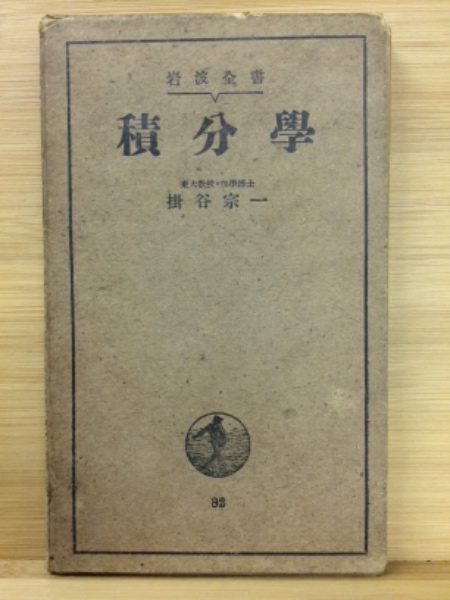 岩波全書
積分學
東大教授・理學博士
掛谷宗一
82